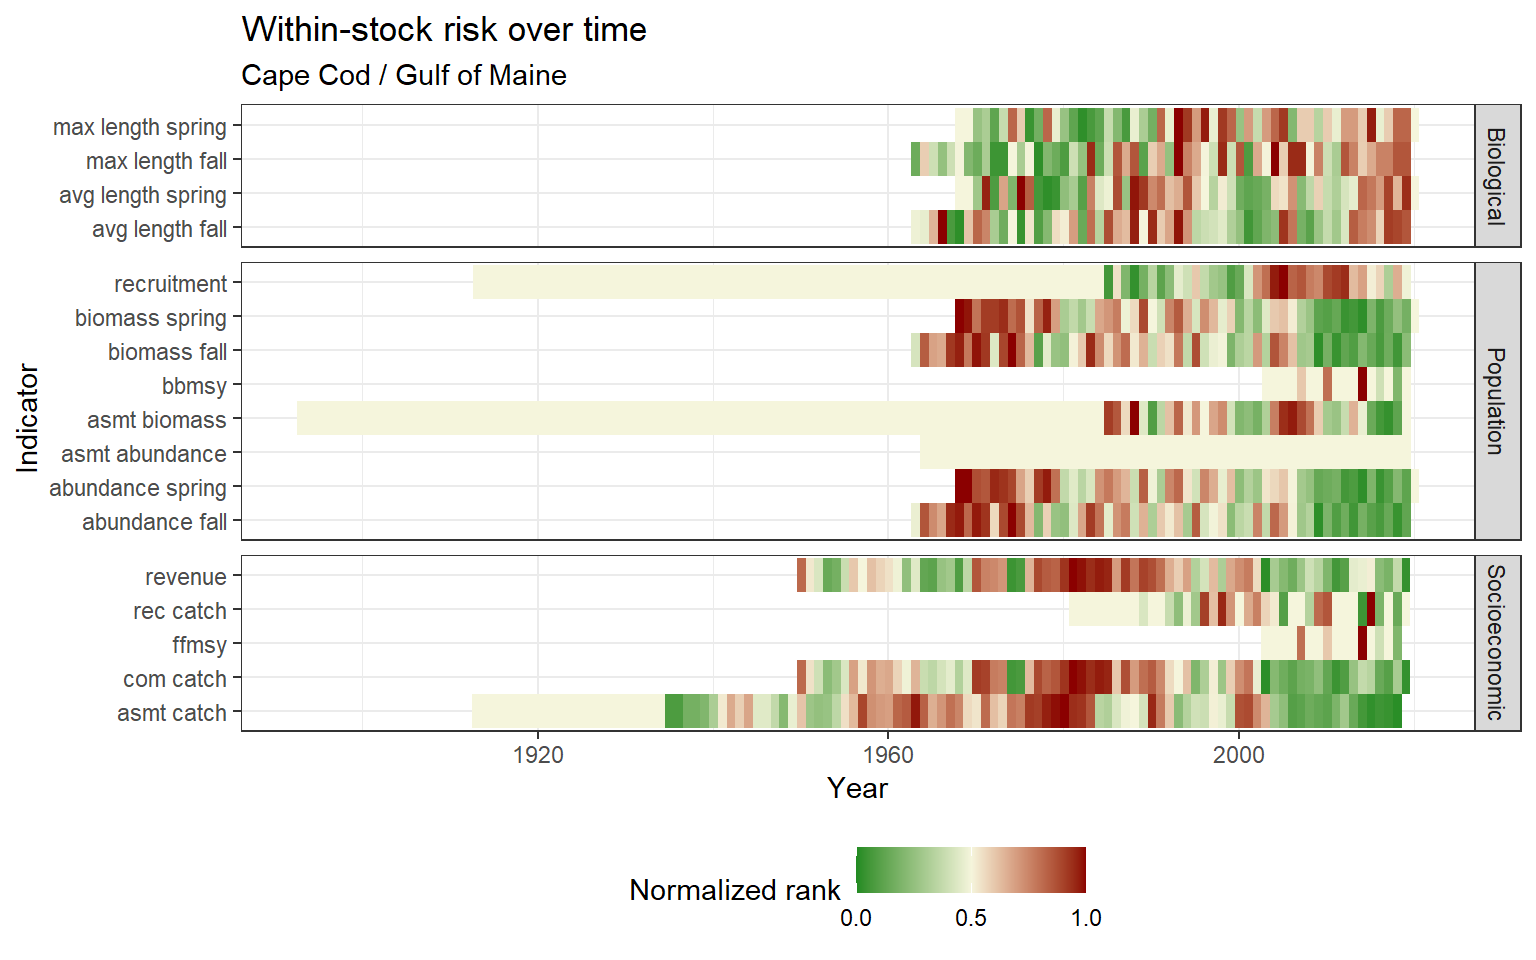 Within-stock risk over time
Cape Cod / Gulf of Maine
Indicator
max length spring
max length fall
avg length spring
avg length fall
Biological
recruitment
biomass spring
biomass fall
bbmsy
asmt biomass
asmt abundance
abundance spring
abundance fall
Population
revenue
rec catch
ffmsy
com catch
asmt catch
Socioeconomic
1920 1960 2000
Year
Normalized rank
0.0 0.5 1.0